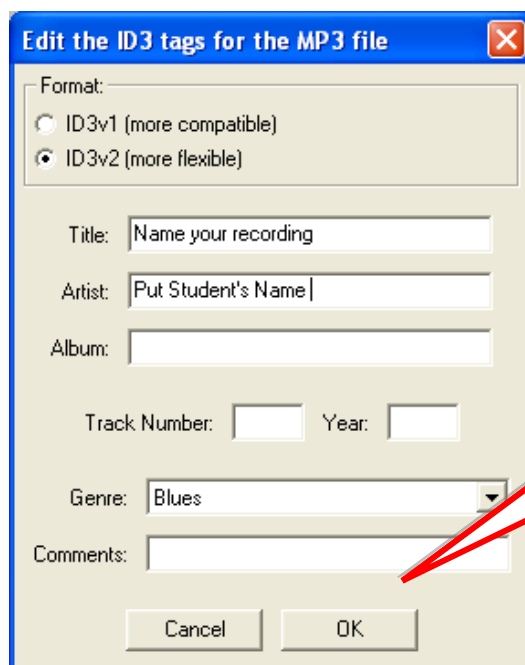 Edit the ID3 tags for the MP3 file
Format:
ID3v1 (more compatible)
ID3v2 (more flexible)
Title: Name your recording
Artist: Put Student's Name
Album:
Track Number: Year:
Genre: Blues
Comments:
Cancel OK